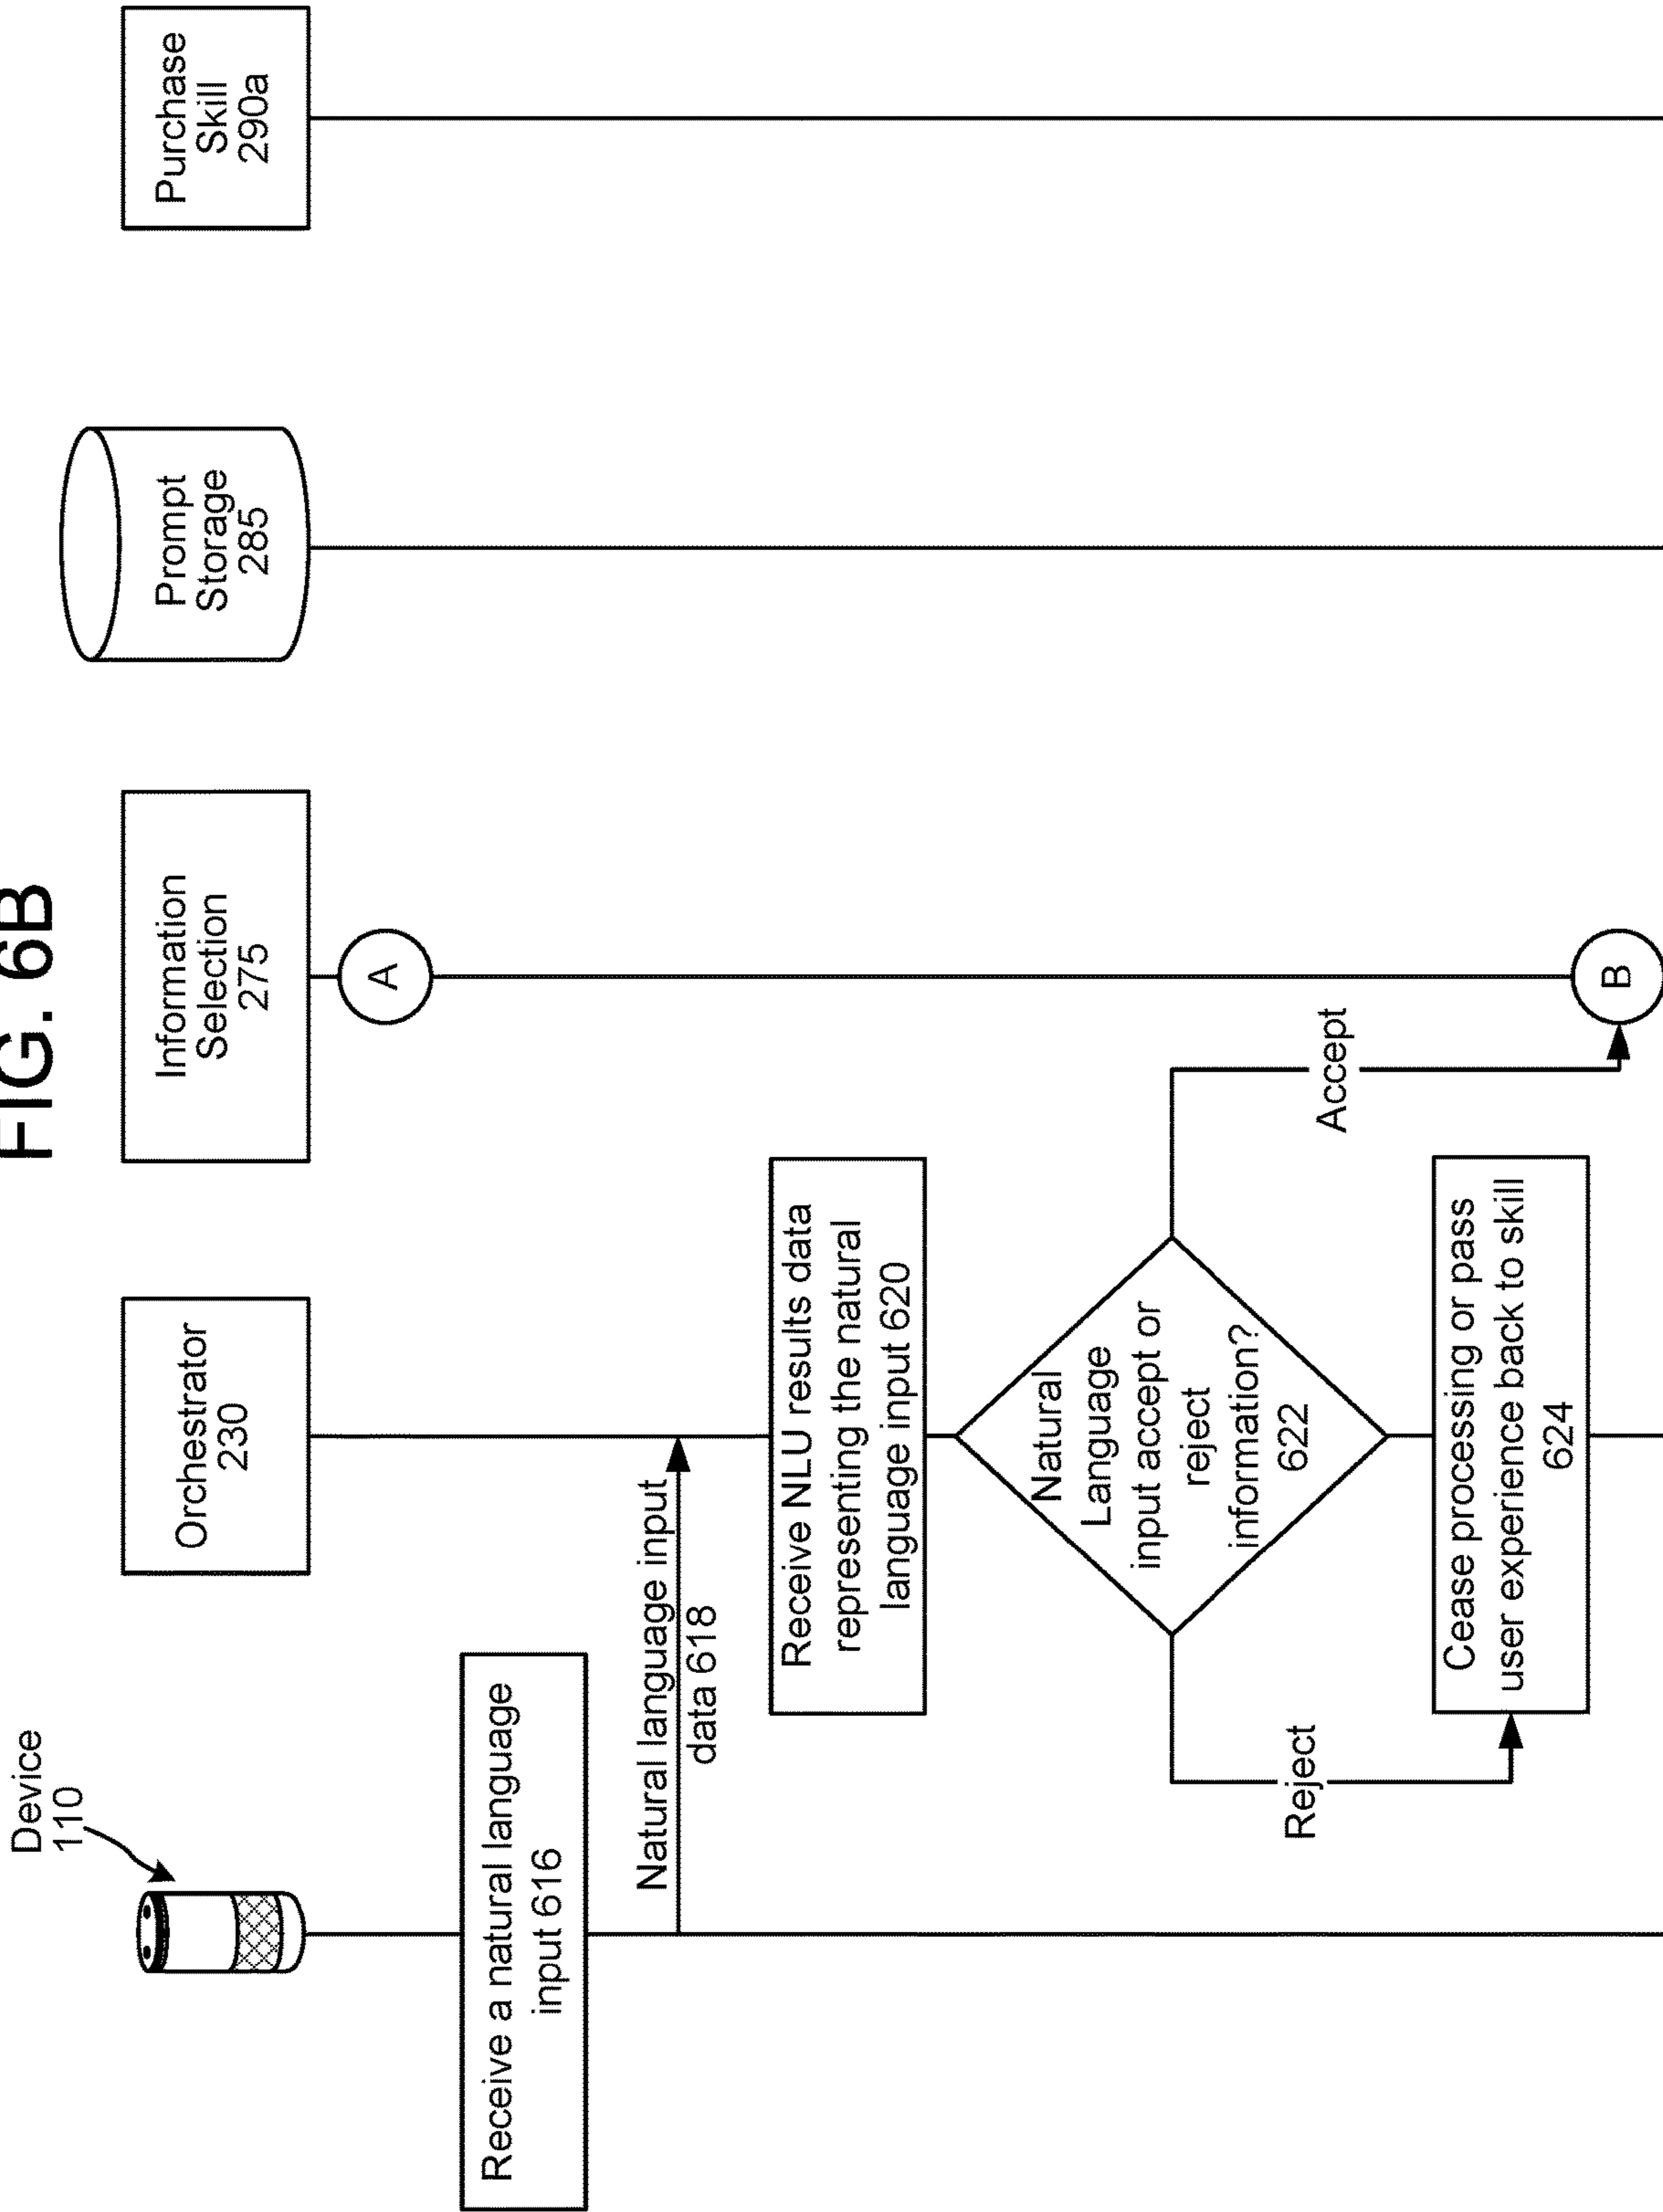 FIG. 6B
Device
110
Orchestrator
230
Information
Selection
275
Prompt
Storage
285
Purchase
Skill
290a
A
Receive a natural language
input 616
Natural language input
data 618
Receive NLU results data
representing the natural
language input 620
Natural
Language
input accept or
reject
information?
622
Reject
Accept
Cease processing or pass
user experience back to skill
624
B